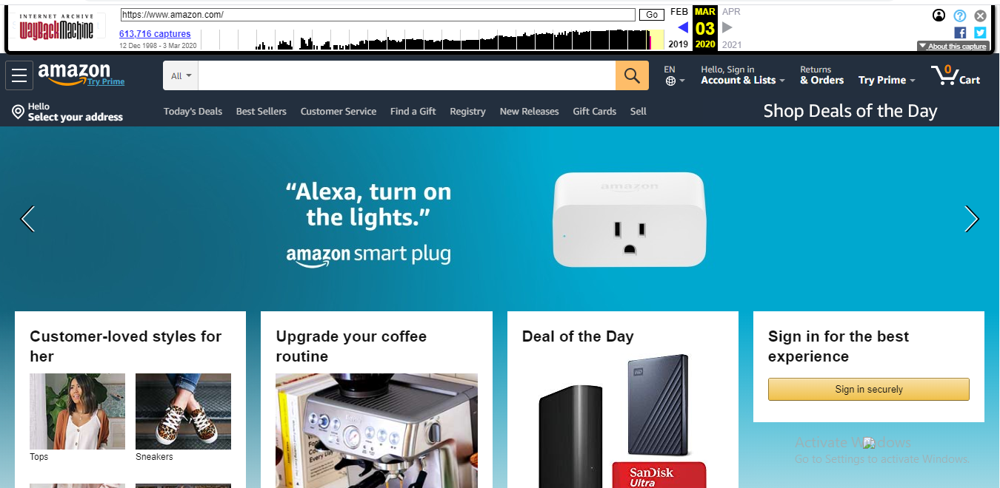 INTERNET ARCHIVE
WayBackMachine
https://www.amazon.com/
Go
613,716 captures
12 Dec 1998 - 3 Mar 2020
FEB MAR APR
03
2019 2020 2021
About this capture
amazon
Try Prime
All
EN
Hello, Sign in
Account & Lists
Returns
& Orders
Try Prime
0
Cart
Hello
Select your address
Today's Deals Best Sellers Customer Service Find a Gift Registry New Releases Gift Cards Sell
Shop Deals of the Day
“Alexa, turn on
the lights.”
amazon smart plug
amazon
Customer-loved styles for
her
Tops
Sneakers
Upgrade your coffee
routine
Deal of the Day
WD
SanDisk
Ultra
Sign in for the best
experience
Sign in securely
Activate Windows
Go to Settings to activate Windows.